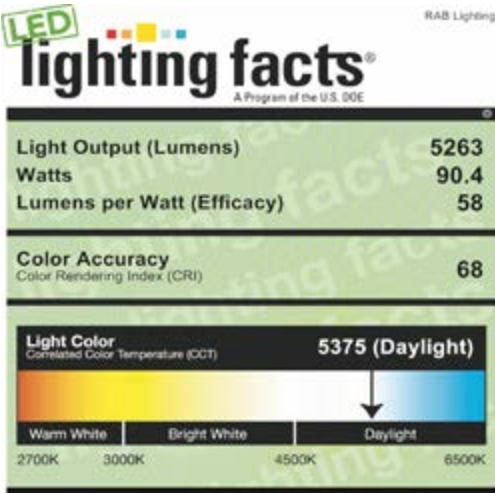 RAB Lighting
LED
lighting facts®
A Program of the U.S. DOE
Light Output (Lumens) 5263
Watts 90.4
Lumens per Watt (Efficacy) 58
Color Accuracy
Color Rendering Index (CRI) 68
Light Color
Correlated Color Temperature (CCT) 5375 (Daylight)
Warm White Bright White Daylight
2700K 3000K 4500K 6500K